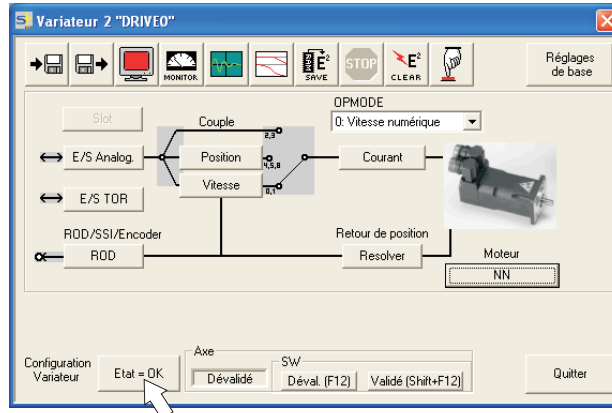 Variateur 2 "DRIVE0"
MONITOR
E²
SAVE
STOP
E²
CLEAR
Réglages
de base
OPMODE
Slot
Couple
2,3
0: Vitesse numérique
E/S Analog.
Position
4,5,8
Courant
Vitesse
0,1
E/S TOR
ROD/SSI/Encoder
Retour de position
ROD
Resolver
Moteur
NN
Configuration
Variateur
Etat = OK
Axe
Dévalidé
SW
Déval. (F12)
Validé (Shift+F12)
Quitter